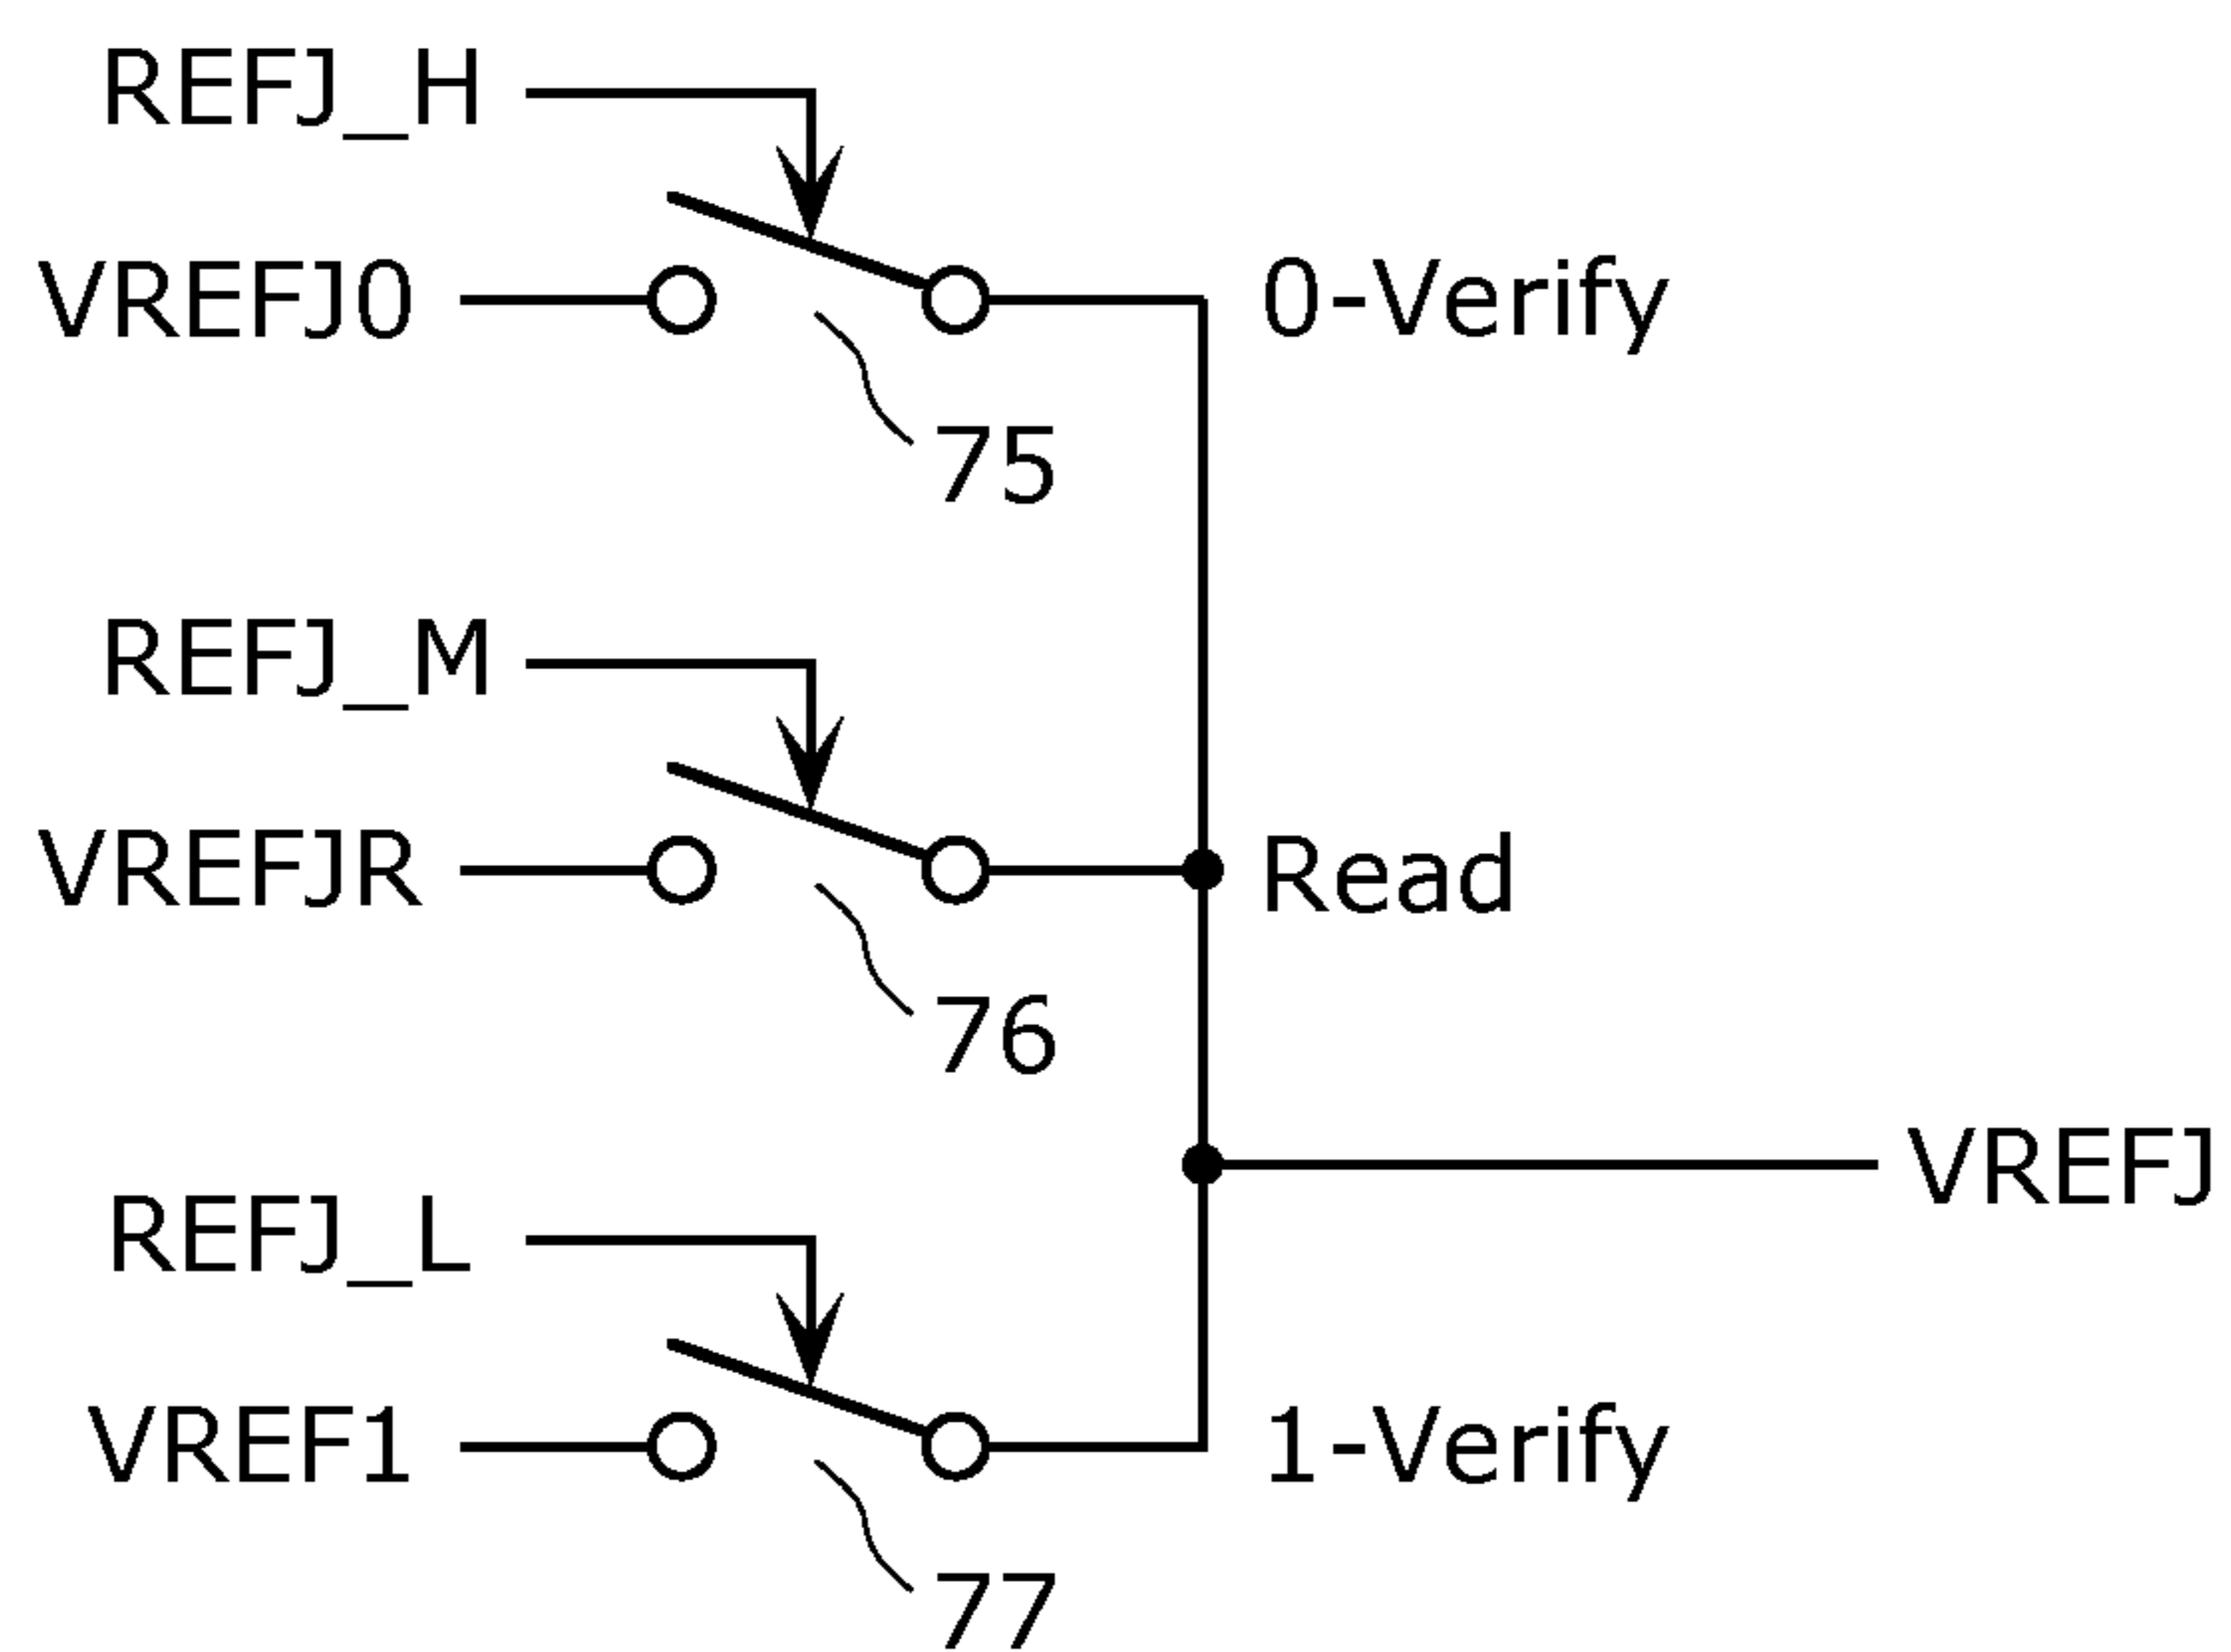 REFJ_H
VREFJ0
0-Verify
75
REFJ_M
VREFJR
Read
76
VREFJ
REFJ_L
VREF1
1-Verify
77